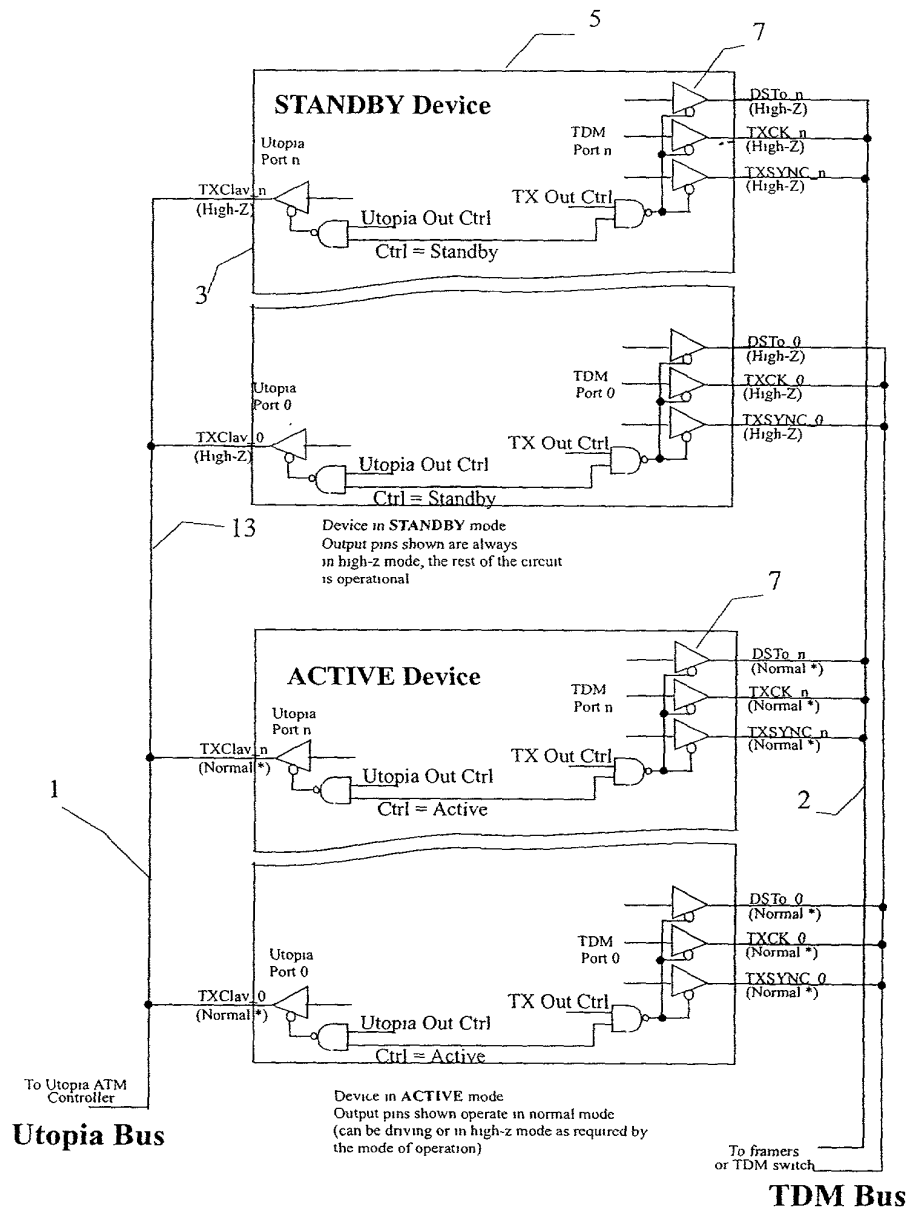 5
7
STANDBY Device
DSTo_n
(High-Z)
Utopia
Port n
TDM
Port n
TXCK_n
(High-Z)
TXSYNC_n
(High-Z)
TXClav_n
(High-Z)
TX Out Ctrl
Utopia Out Ctrl
Ctrl = Standby
3
DSTo_0
(High-Z)
Utopia
Port 0
TDM
Port 0
TXCK_0
(High-Z)
TXSYNC_0
(High-Z)
TXClav_0
(High-Z)
TX Out Ctrl
Utopia Out Ctrl
Ctrl = Standby
13
Device in STANDBY mode
Output pins shown are always
in high-z mode, the rest of the circuit
is operational
7
ACTIVE Device
DSTo_n
(Normal *)
Utopia
Port n
TDM
Port n
TXCK_n
(Normal *)
TXSYNC_n
(Normal *)
TXClav_n
(Normal *)
TX Out Ctrl
Utopia Out Ctrl
Ctrl = Active
1
2
DSTo_0
(Normal *)
Utopia
Port 0
TDM
Port 0
TXCK_0
(Normal *)
TXSYNC_0
(Normal *)
TXClav_0
(Normal *)
TX Out Ctrl
Utopia Out Ctrl
Ctrl = Active
To Utopia ATM
Controller
Utopia Bus
Device in ACTIVE mode
Output pins shown operate in normal mode
(can be driving or in high-z mode as required by
the mode of operation)
To framers
or TDM switch
TDM Bus